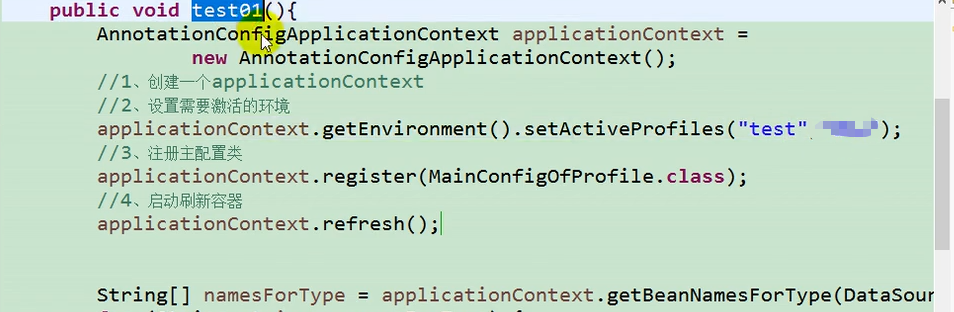 public void test01(){
AnnotationConfigApplicationContext applicationContext =
new AnnotationConfigApplicationContext();
//1、创建一个applicationContext
//2、设置需要激活的环境
applicationContext.getEnvironment().setActiveProfiles("test" );
//3、注册主配置类
applicationContext.register(MainConfigOfProfile.class);
//4、启动刷新容器
applicationContext.refresh();
String[] namesForType = applicationContext.getBeanNamesForType(DataSour